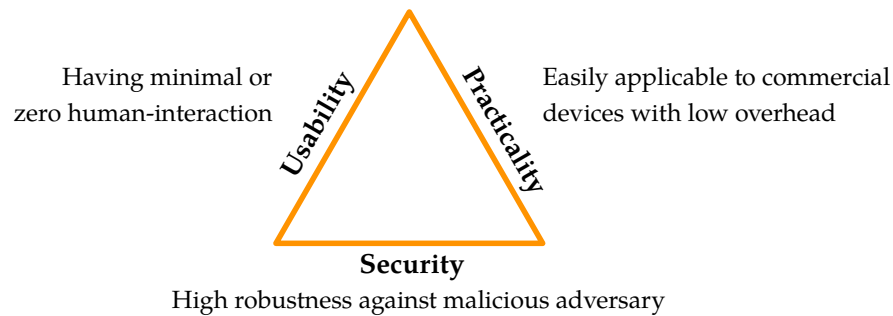 Having minimal or
zero human-interaction
Usability
Practicality
Easily applicable to commercial
devices with low overhead
Security
High robustness against malicious adversary